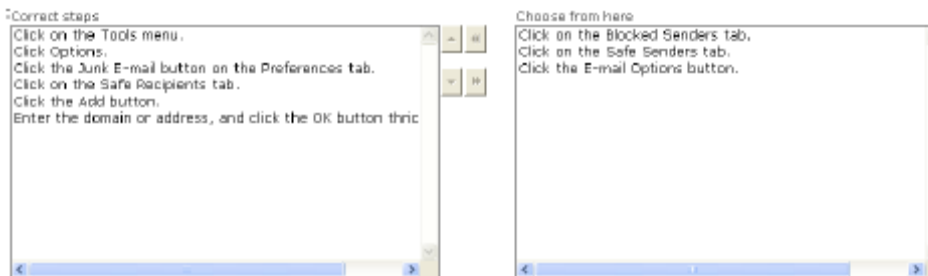 Correct steps
Click on the Tools menu.
Click Options.
Click the Junk E-mail button on the Preferences tab.
Click on the Safe Recipients tab.
Click the Add button.
Enter the domain or address, and click the OK button thric
Choose from here
Click on the Blocked Senders tab.
Click on the Safe Senders tab.
Click the E-mail Options button.